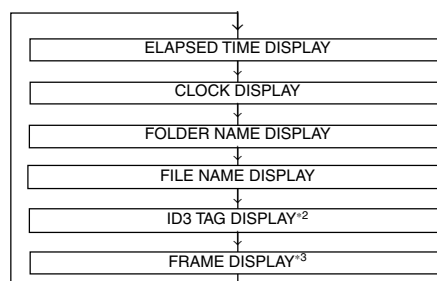 ELAPSED TIME DISPLAY
CLOCK DISPLAY
FOLDER NAME DISPLAY
FILE NAME DISPLAY
ID3 TAG DISPLAY*2
FRAME DISPLAY*3